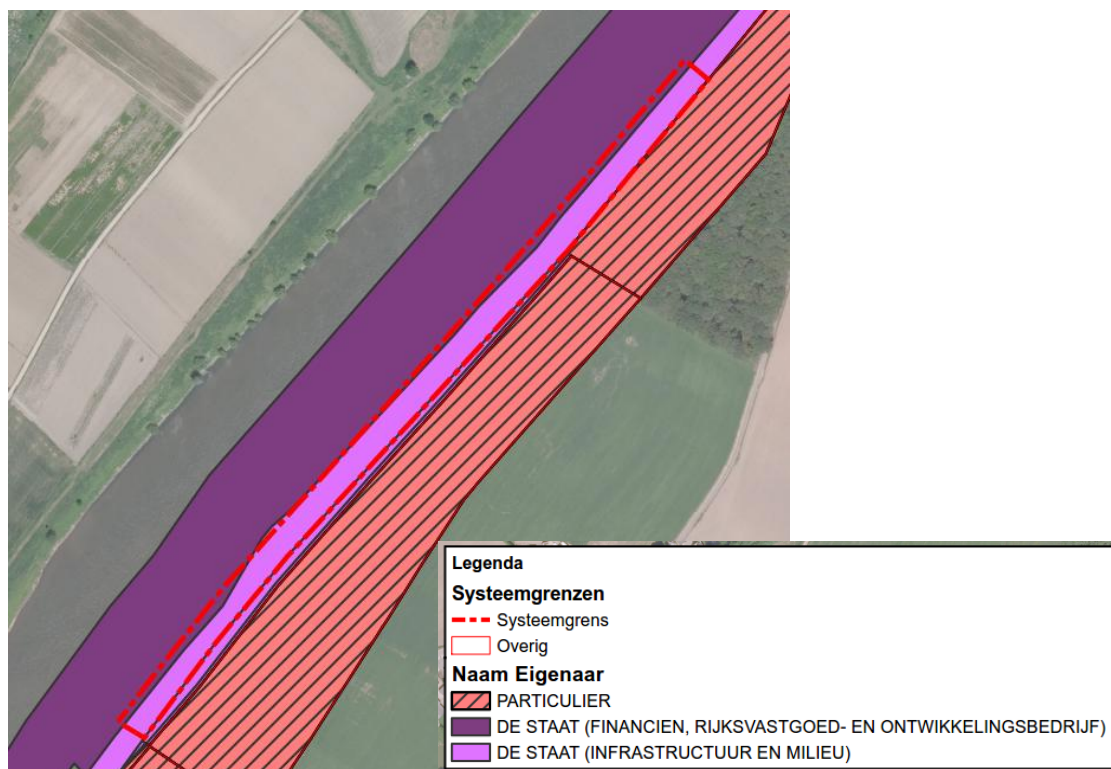 Legenda
Systeemgrenzen
Systeemgrens
Overig
Naam Eigenaar
PARTICULIER
DE STAAT (FINANCIEN, RIJKSVASTGOED- EN ONTWIKKELINGSBEDRIJF)
DE STAAT (INFRASTRUCTUUR EN MILIEU)